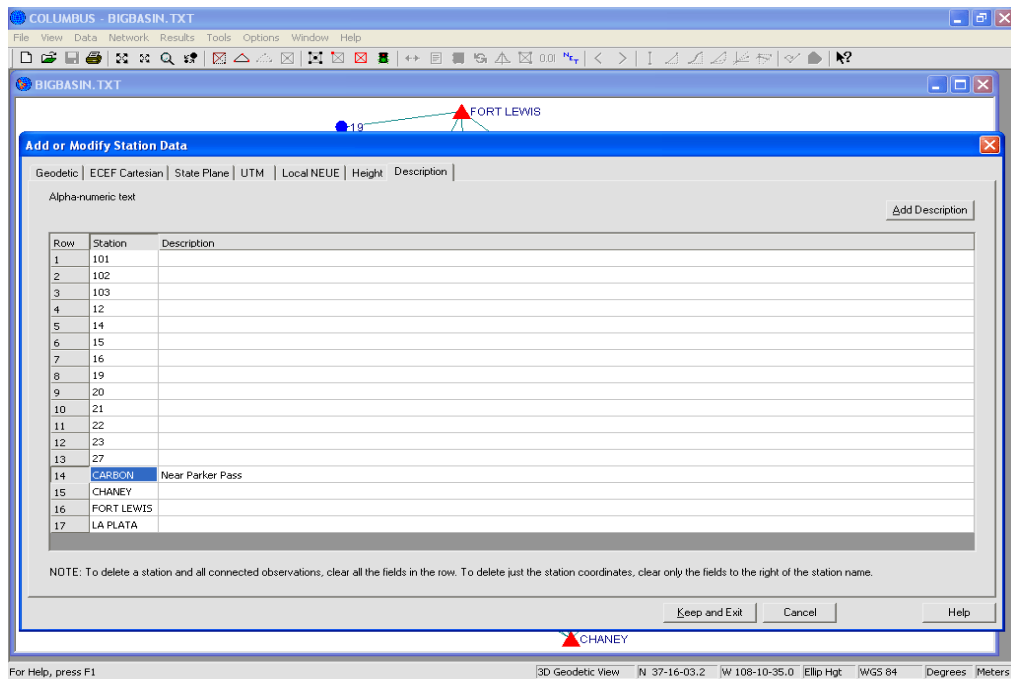 COLUMBUS - BIGBASIN.TXT
File View Data Network Results Tools Options Window Help
0.01
BIGBASIN.TXT
FORT LEWIS
19
Add or Modify Station Data
Geodetic ECEF Cartesian State Plane UTM Local NEUE Height Description
Alpha-numeric text
Add Description
Row Station Description
1 101
2 102
3 103
4 12
5 14
6 15
7 16
8 19
9 20
10 21
11 22
12 23
13 27
14 CARBON Near Parker Pass
15 CHANEY
16 FORT LEWIS
17 LA PLATA
NOTE: To delete a station and all connected observations, clear all the fields in the row. To delete just the station coordinates, clear only the fields to the right of the station name.
Keep and Exit Cancel Help
CHANEY
For Help, press F1 3D Geodetic View N 37-16-03.2 W 108-10-35.0 Ellip Hgt WGS 84 Degrees Meters